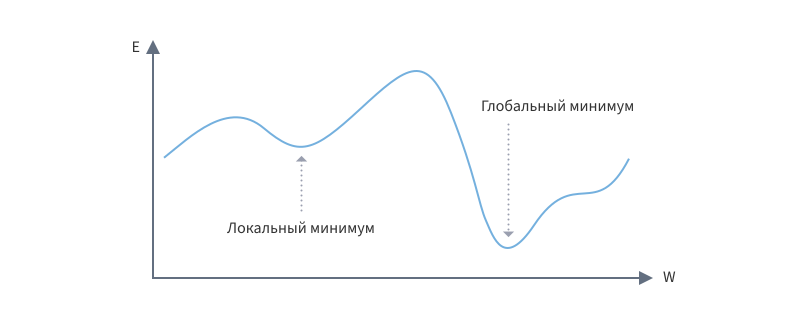 E
Глобальный минимум
Локальный минимум
W